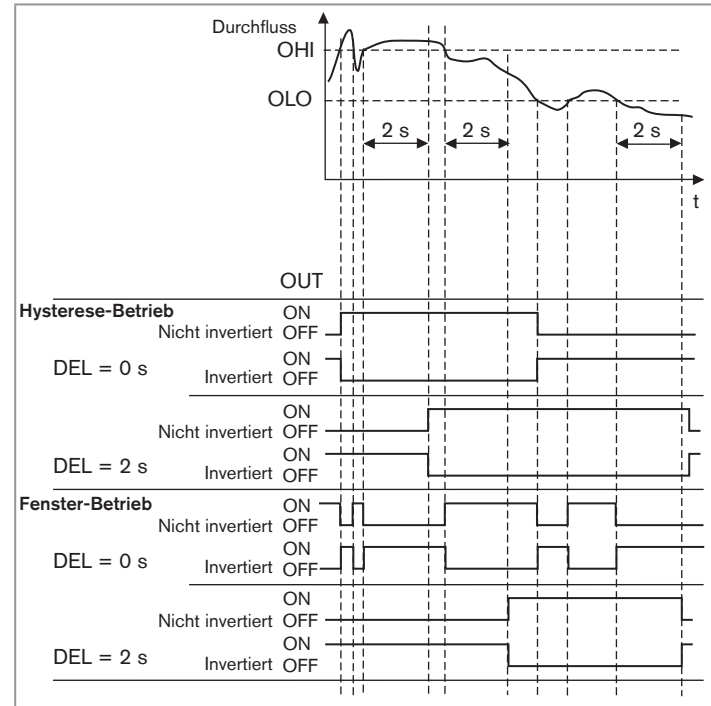 Durchfluss
OHI
OLO
2 s
2 s
2 s
t
OUT
Hysterese-Betrieb
ON
Nicht invertiert OFF
DEL = 0 s
ON
Invertiert OFF
ON
Nicht invertiert OFF
DEL = 2 s
ON
Invertiert OFF
Fenster-Betrieb
ON
Nicht invertiert OFF
DEL = 0 s
ON
Invertiert OFF
ON
Nicht invertiert OFF
DEL = 2 s
ON
Invertiert OFF